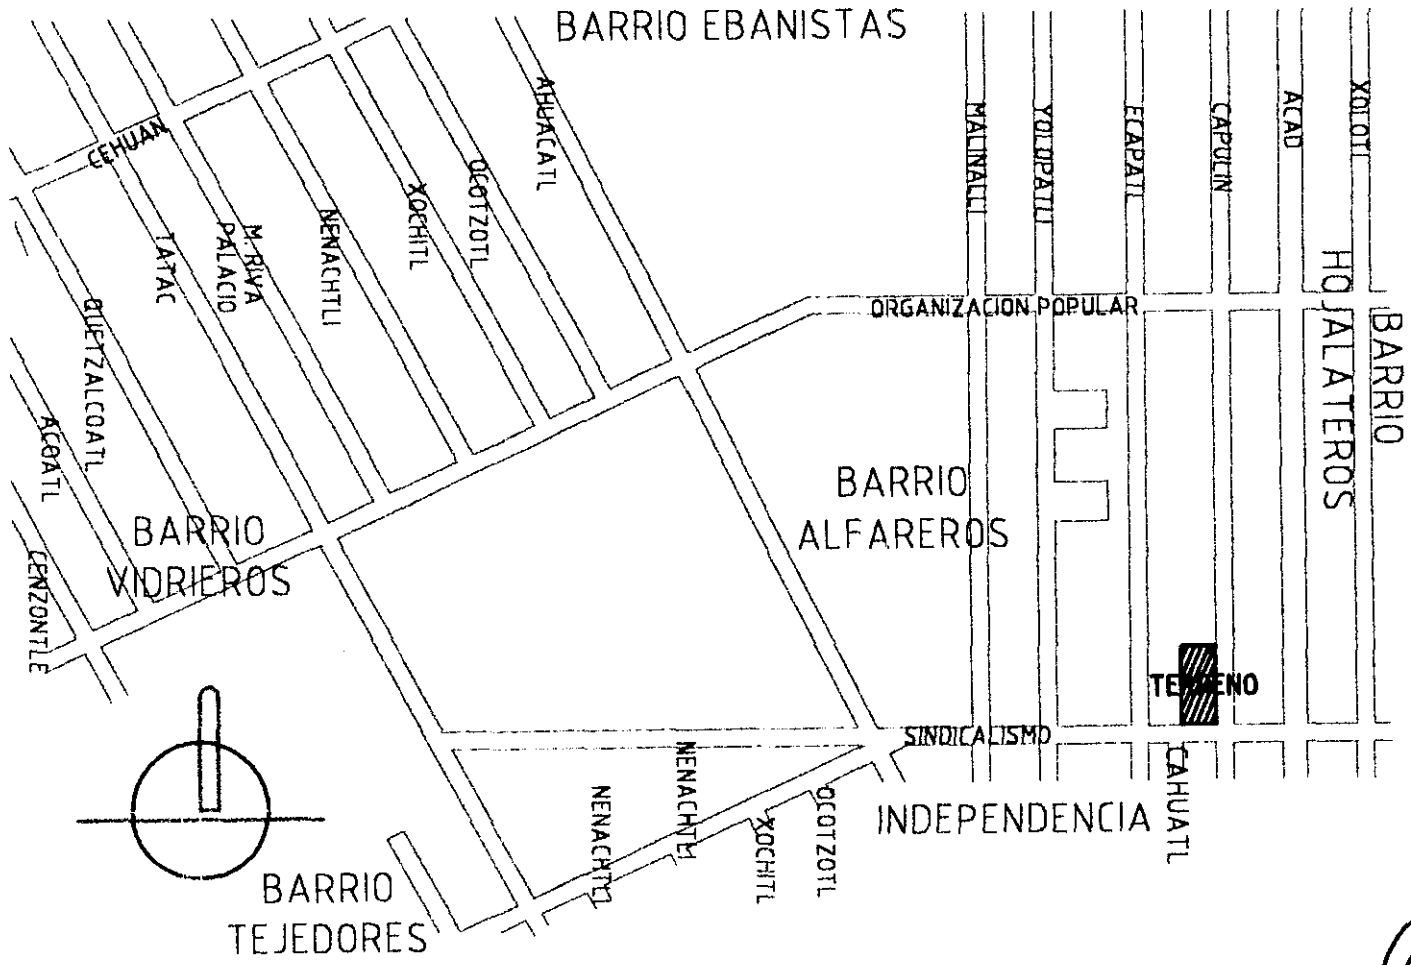 BARRIO EBANISTAS
CEHUAN
AHUACATL
OCOTZOTL
XOCHITL
NENACHTLI
M. RIVA
PALACIO
TATAC
QUETZALCOATL
ACOATL
CENZONTLE
MALINALLI
YOLOPATLI
ECAPATL
CAPULIN
ACAO
XOLOTL
ORGANIZACION POPULAR
BARRIO
HOJALATEROS
BARRIO
ALFAREROS
BARRIO
VIDRIEROS
TERRENO
SINDICALISMO
CAHUATL
INDEPENDENCIA
NENACHTLI
NENACHTLI
XOCHITL
OCOTZOTL
BARRIO
TEJEDORES